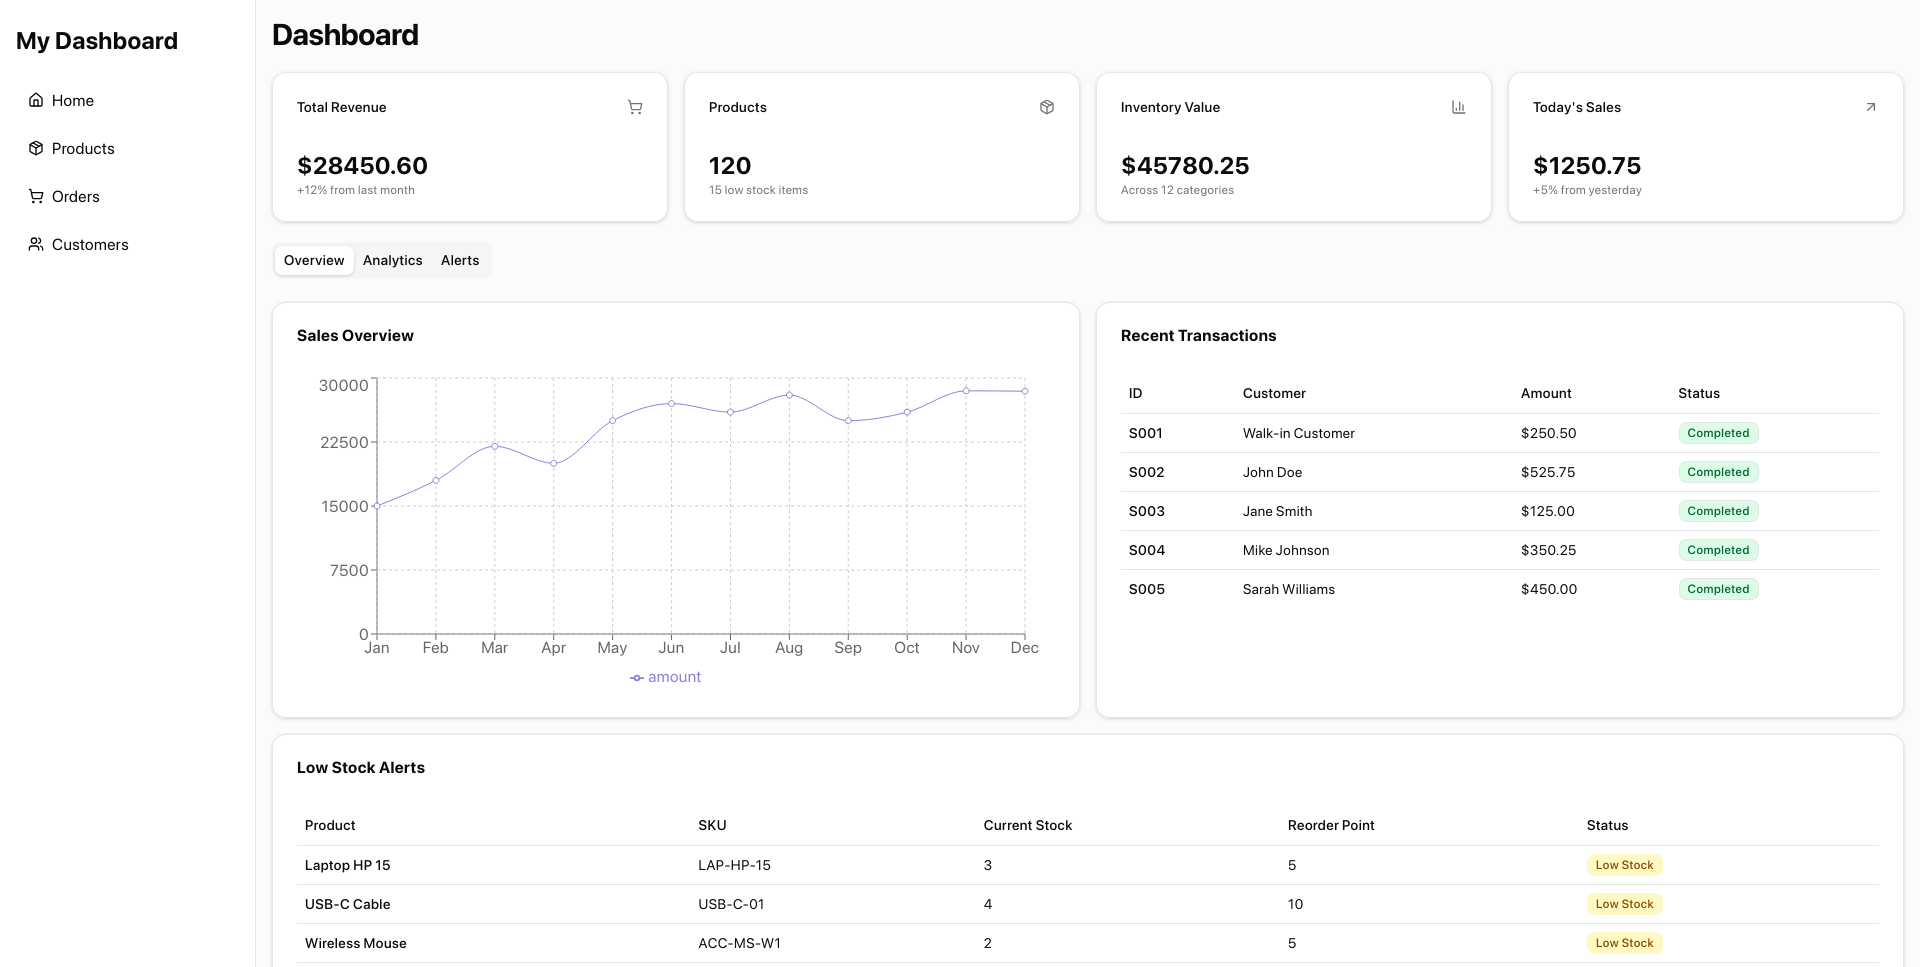 My Dashboard
Home
Products
Orders
Customers
Dashboard
Total Revenue
$28450.60
+12% from last month
Products
120
15 low stock items
Inventory Value
$45780.25
Across 12 categories
Today's Sales
$1250.75
+5% from yesterday
Overview Analytics Alerts
Sales Overview
30000
22500
15000
7500
0
Jan Feb Mar Apr May Jun Jul Aug Sep Oct Nov Dec
amount
Recent Transactions
ID Customer Amount Status
S001 Walk-in Customer $250.50 Completed
S002 John Doe $525.75 Completed
S003 Jane Smith $125.00 Completed
S004 Mike Johnson $350.25 Completed
S005 Sarah Williams $450.00 Completed
Low Stock Alerts
Product SKU Current Stock Reorder Point Status
Laptop HP 15 LAP-HP-15 3 5 Low Stock
USB-C Cable USB-C-01 4 10 Low Stock
Wireless Mouse ACC-MS-W1 2 5 Low Stock